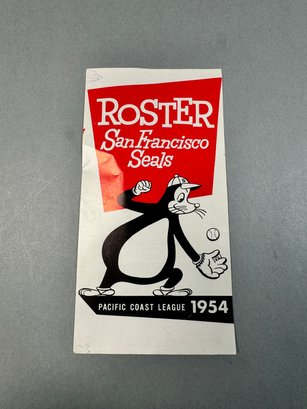 ROSTER
San Francisco
Seals
PACIFIC COAST LEAGUE 1954